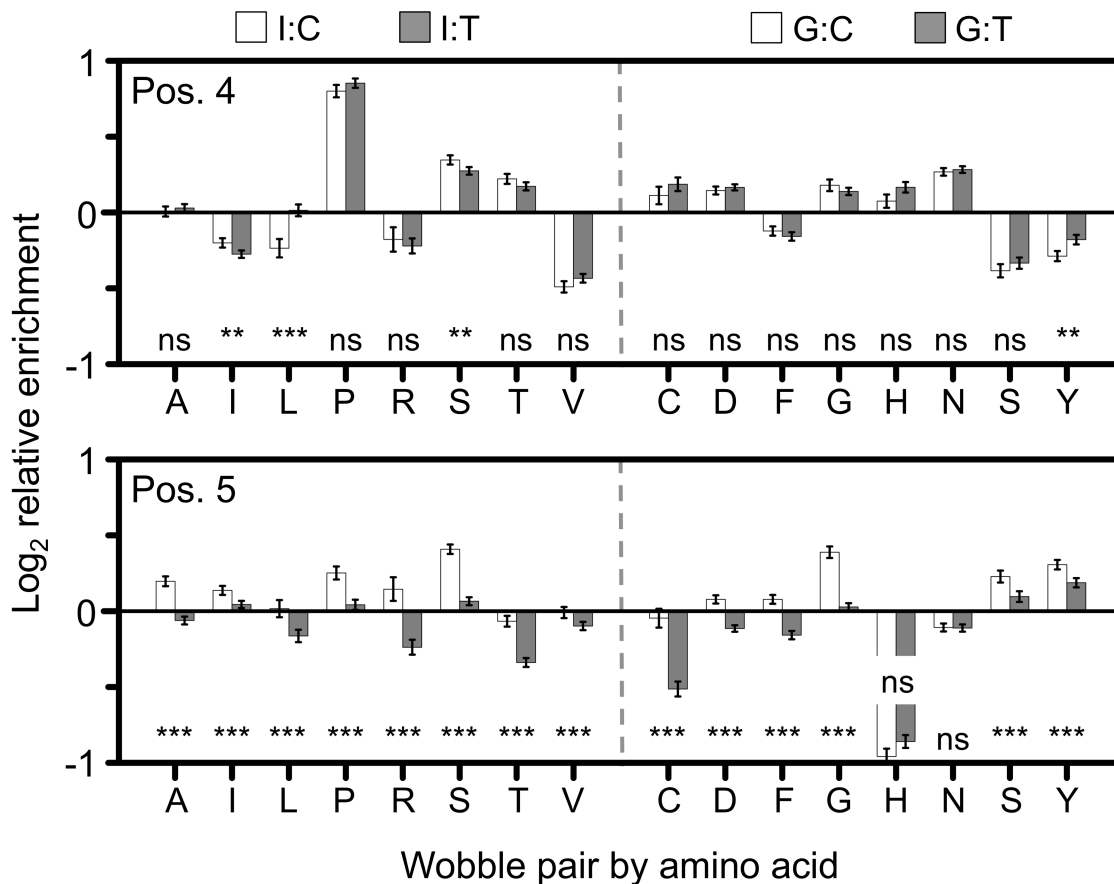 I:C I:T G:C G:T
Log₂ relative enrichment
1
Pos. 4
0
ns ** *** ns ns ** ns ns ns ns ns ns ns ns ns **
-1
A I L P R S T V C D F G H N S Y
1
Pos. 5
0
ns
*** *** *** *** *** *** *** *** *** *** *** *** ns *** ***
-1
A I L P R S T V C D F G H N S Y
Wobble pair by amino acid